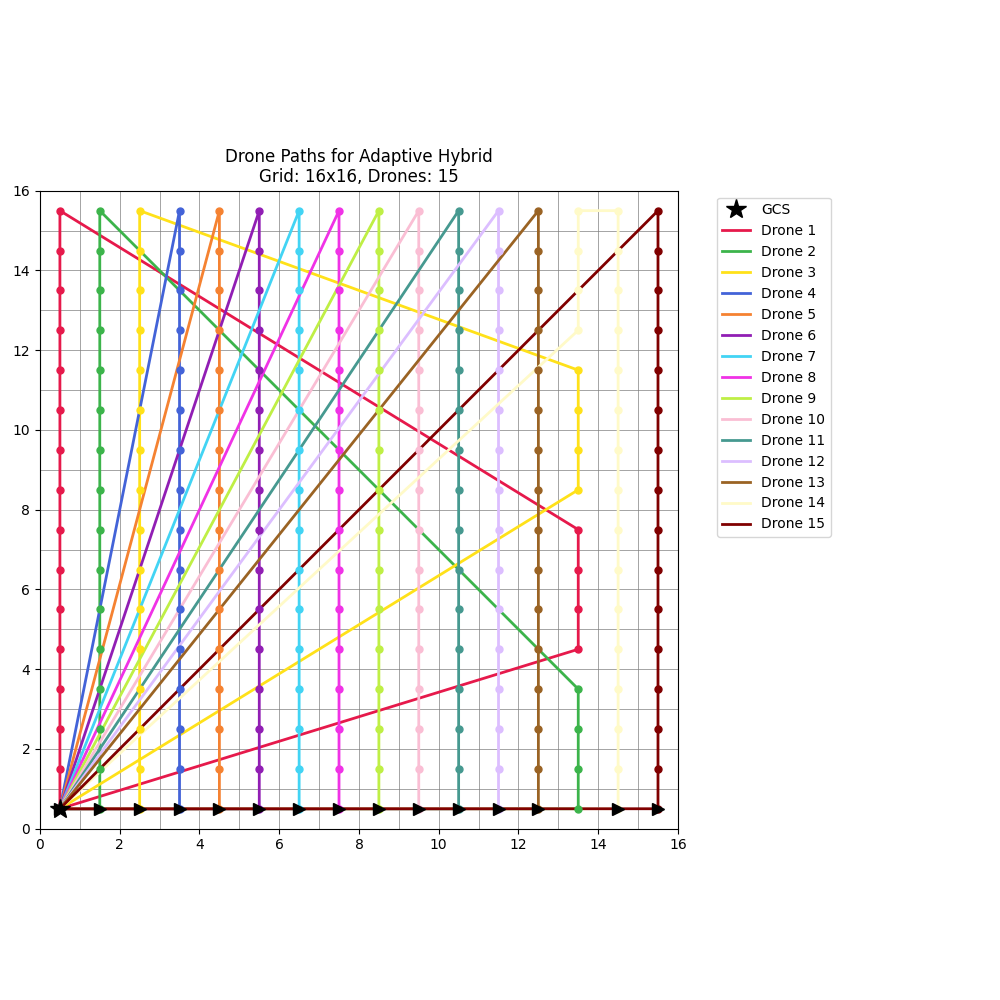 Drone Paths for Adaptive Hybrid
Grid: 16x16, Drones: 15
16
14
12
10
8
6
4
2
0
0 2 4 6 8 10 12 14 16
GCS
Drone 1
Drone 2
Drone 3
Drone 4
Drone 5
Drone 6
Drone 7
Drone 8
Drone 9
Drone 10
Drone 11
Drone 12
Drone 13
Drone 14
Drone 15